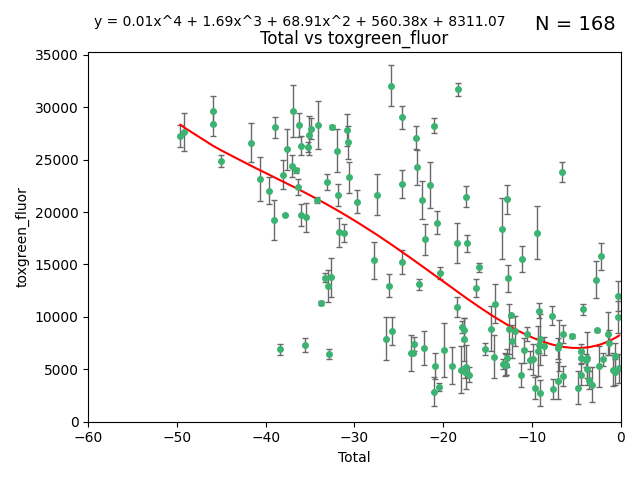 y = 0.01x^4 + 1.69x^3 + 68.91x^2 + 560.38x + 8311.07
N = 168
Total vs toxgreen_fluor
35000
30000
25000
20000
15000
10000
5000
0
toxgreen_fluor
−60 −50 −40 −30 −20 −10 0
Total